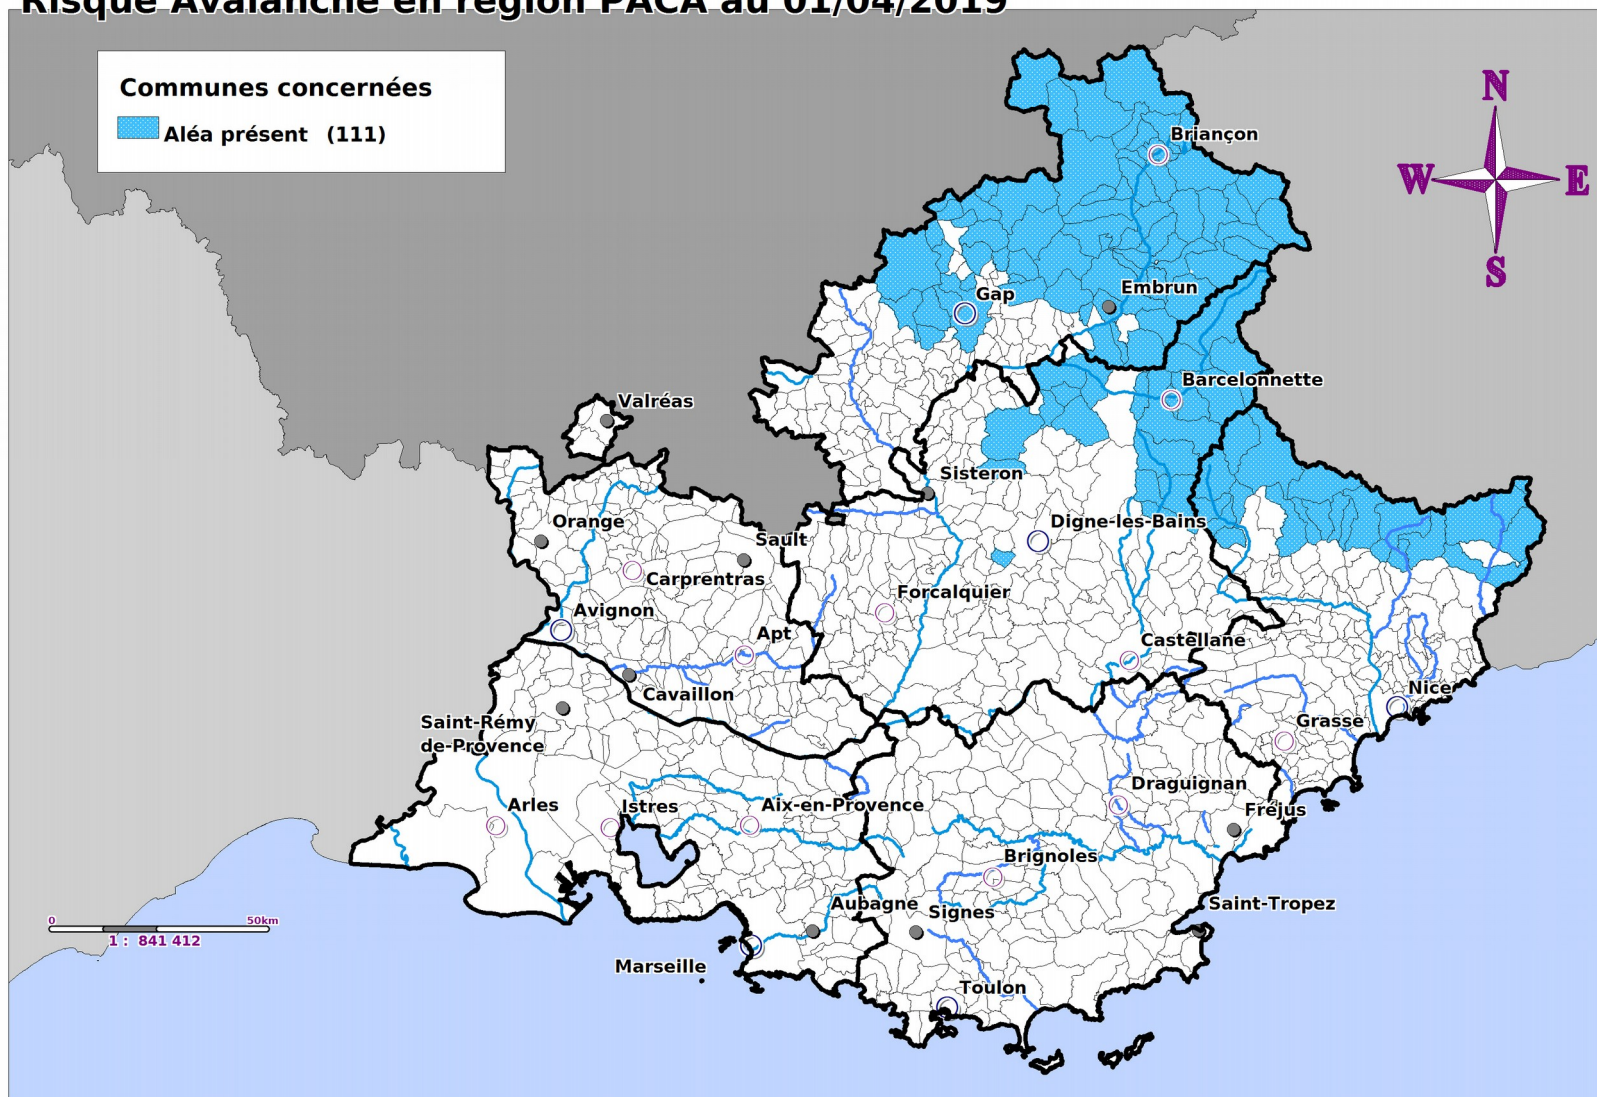 Risque Avalanche en région PACA au 01/04/2019
Communes concernées
Aléa présent (111)
N
W
E
S
Briançon
Gap
Embrun
Barcelonnette
Valréas
Sisteron
Orange
Digne-les-Bains
Sault
Carprentras
Forcalquier
Avignon
Apt
Castellane
Cavaillon
Nice
Saint-Rémy
de-Provence
Grasse
Draguignan
Arles
Istres
Aix-en-Provence
Fréjus
Brignoles
Aubagne
Signes
Saint-Tropez
0
50km
1 : 841 412
Marseille
Toulon